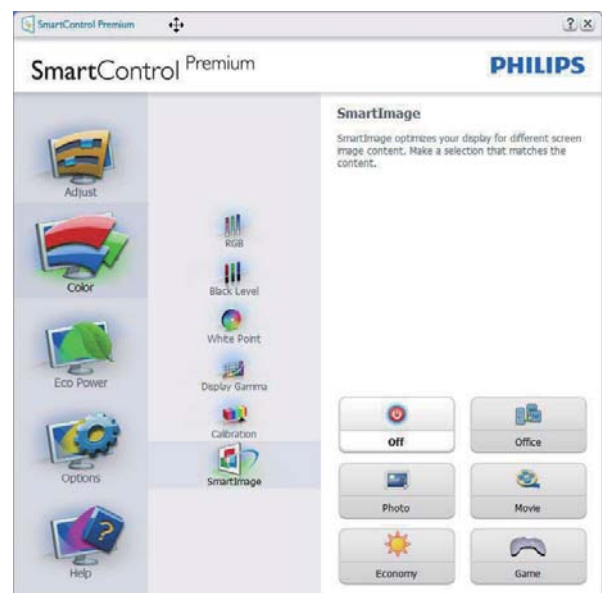 SmartControl Premium
? X
SmartControl Premium
PHILIPS
Adjust
Color
Eco Power
Options
Help
RGB
Black Level
White Point
Display Gamma
Calibration
SmartImage
SmartImage
SmartImage optimizes your display for different screen
image content. Make a selection that matches the
content.
Off
Office
Photo
Movie
Economy
Game